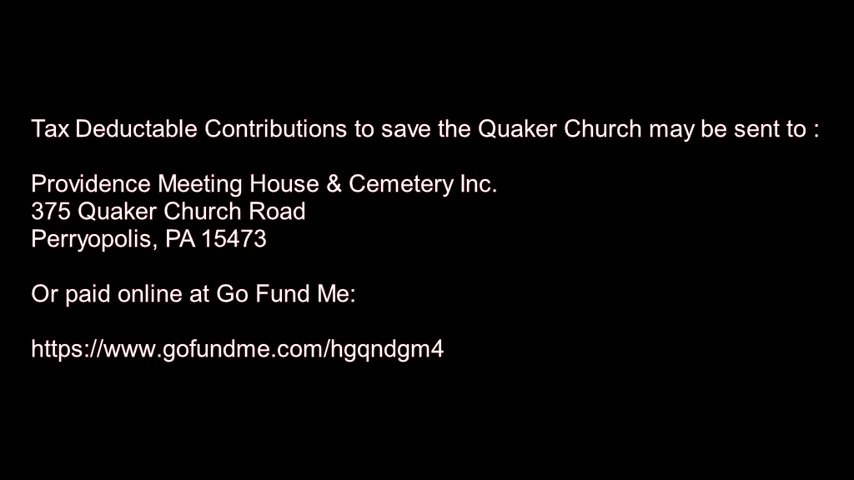 Tax Deductable Contributions to save the Quaker Church may be sent to :
Providence Meeting House & Cemetery Inc.
375 Quaker Church Road
Perryopolis, PA 15473
Or paid online at Go Fund Me:
https://www.gofundme.com/hgqndgm4